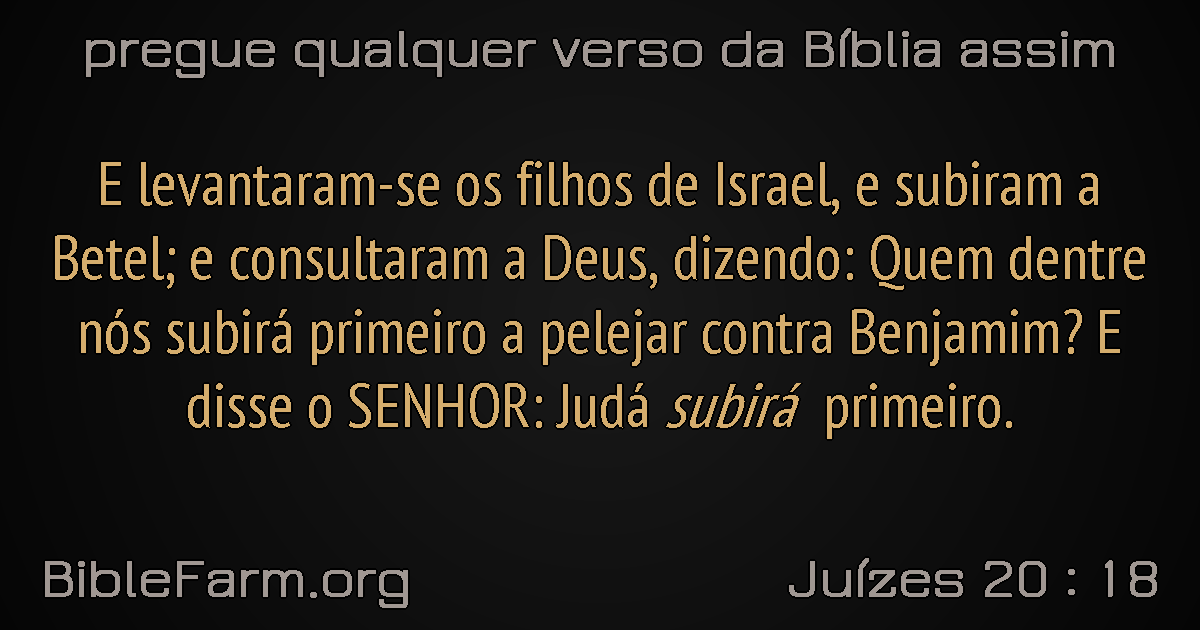 pregue qualquer verso da Bíblia assim
E levantaram-se os filhos de Israel, e subiram a
Betel; e consultaram a Deus, dizendo: Quem dentre
nós subirá primeiro a pelejar contra Benjamim? E
disse o SENHOR: Judá subirá primeiro.
BibleFarm.org
Juízes 20 : 18